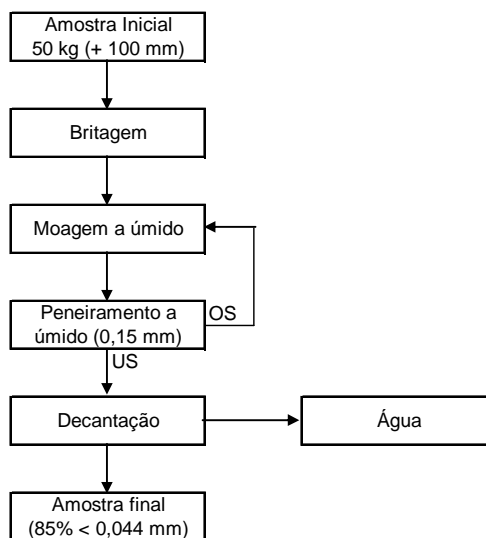 Amostra Inicial
50 kg (+ 100 mm)
Britagem
Moagem a úmido
Peneiramento a
úmido (0,15 mm)
OS
US
Decantação
Água
Amostra final
(85% < 0,044 mm)